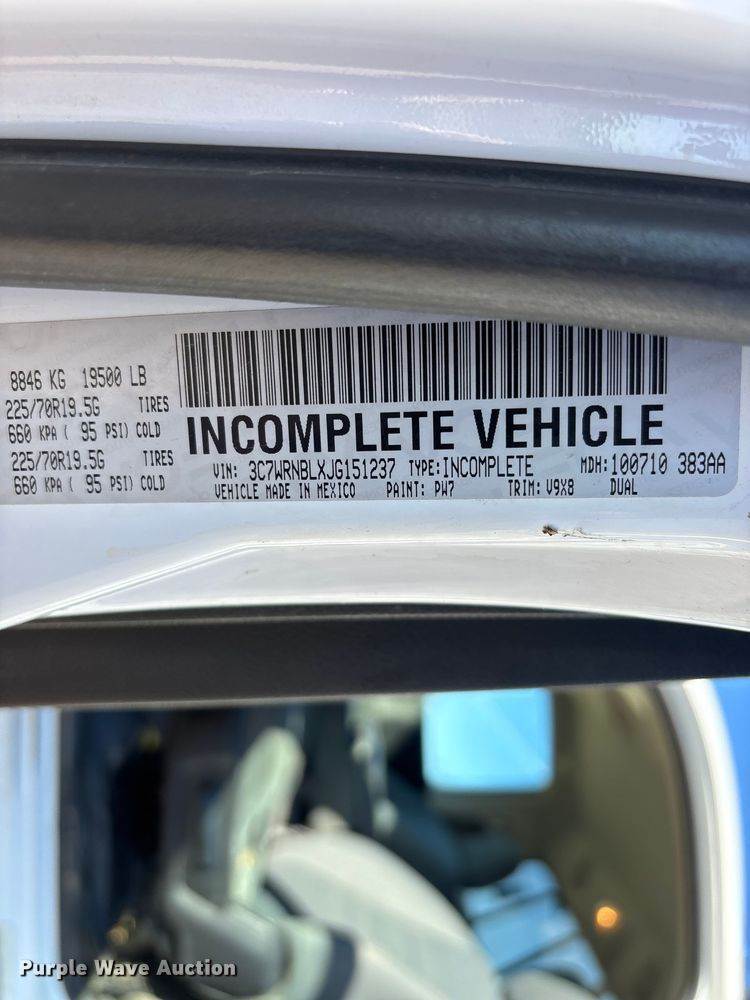 8846 KG 19500 LB
225/70R19.5G TIRES
660 KPA ( 95 PSI) COLD
225/70R19.5G TIRES
660 KPA ( 95 PSI) COLD
INCOMPLETE VEHICLE
VIN: 3C7WRNBLXJG151237 TYPE:INCOMPLETE MDH:100710 383AA
VEHICLE MADE IN MEXICO PAINT: PW7 TRIM: V9X8 DUAL
Purple Wave Auction